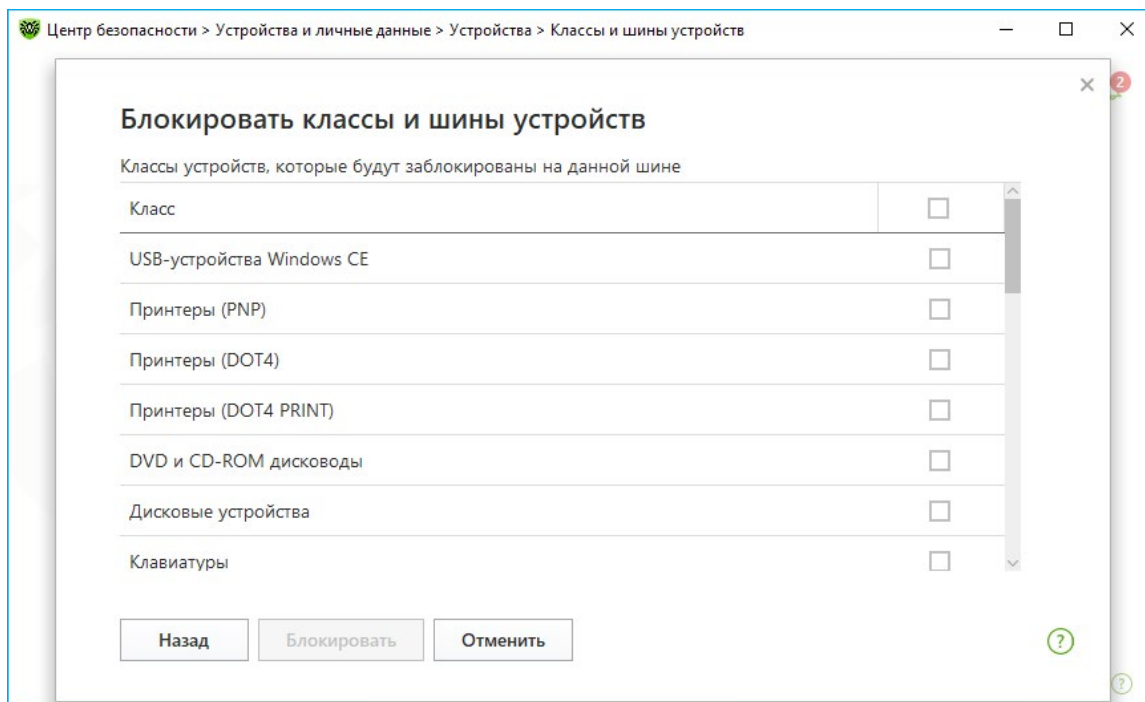 Центр безопасности > Устройства и личные данные > Устройства > Классы и шины устройств
2
Блокировать классы и шины устройств
Классы устройств, которые будут заблокированы на данной шине
Класс
USB-устройства Windows CE
Принтеры (PNP)
Принтеры (DOT4)
Принтеры (DOT4 PRINT)
DVD и CD-ROM дисководы
Дисковые устройства
Клавиатуры
Назад Блокировать Отменить ?
?